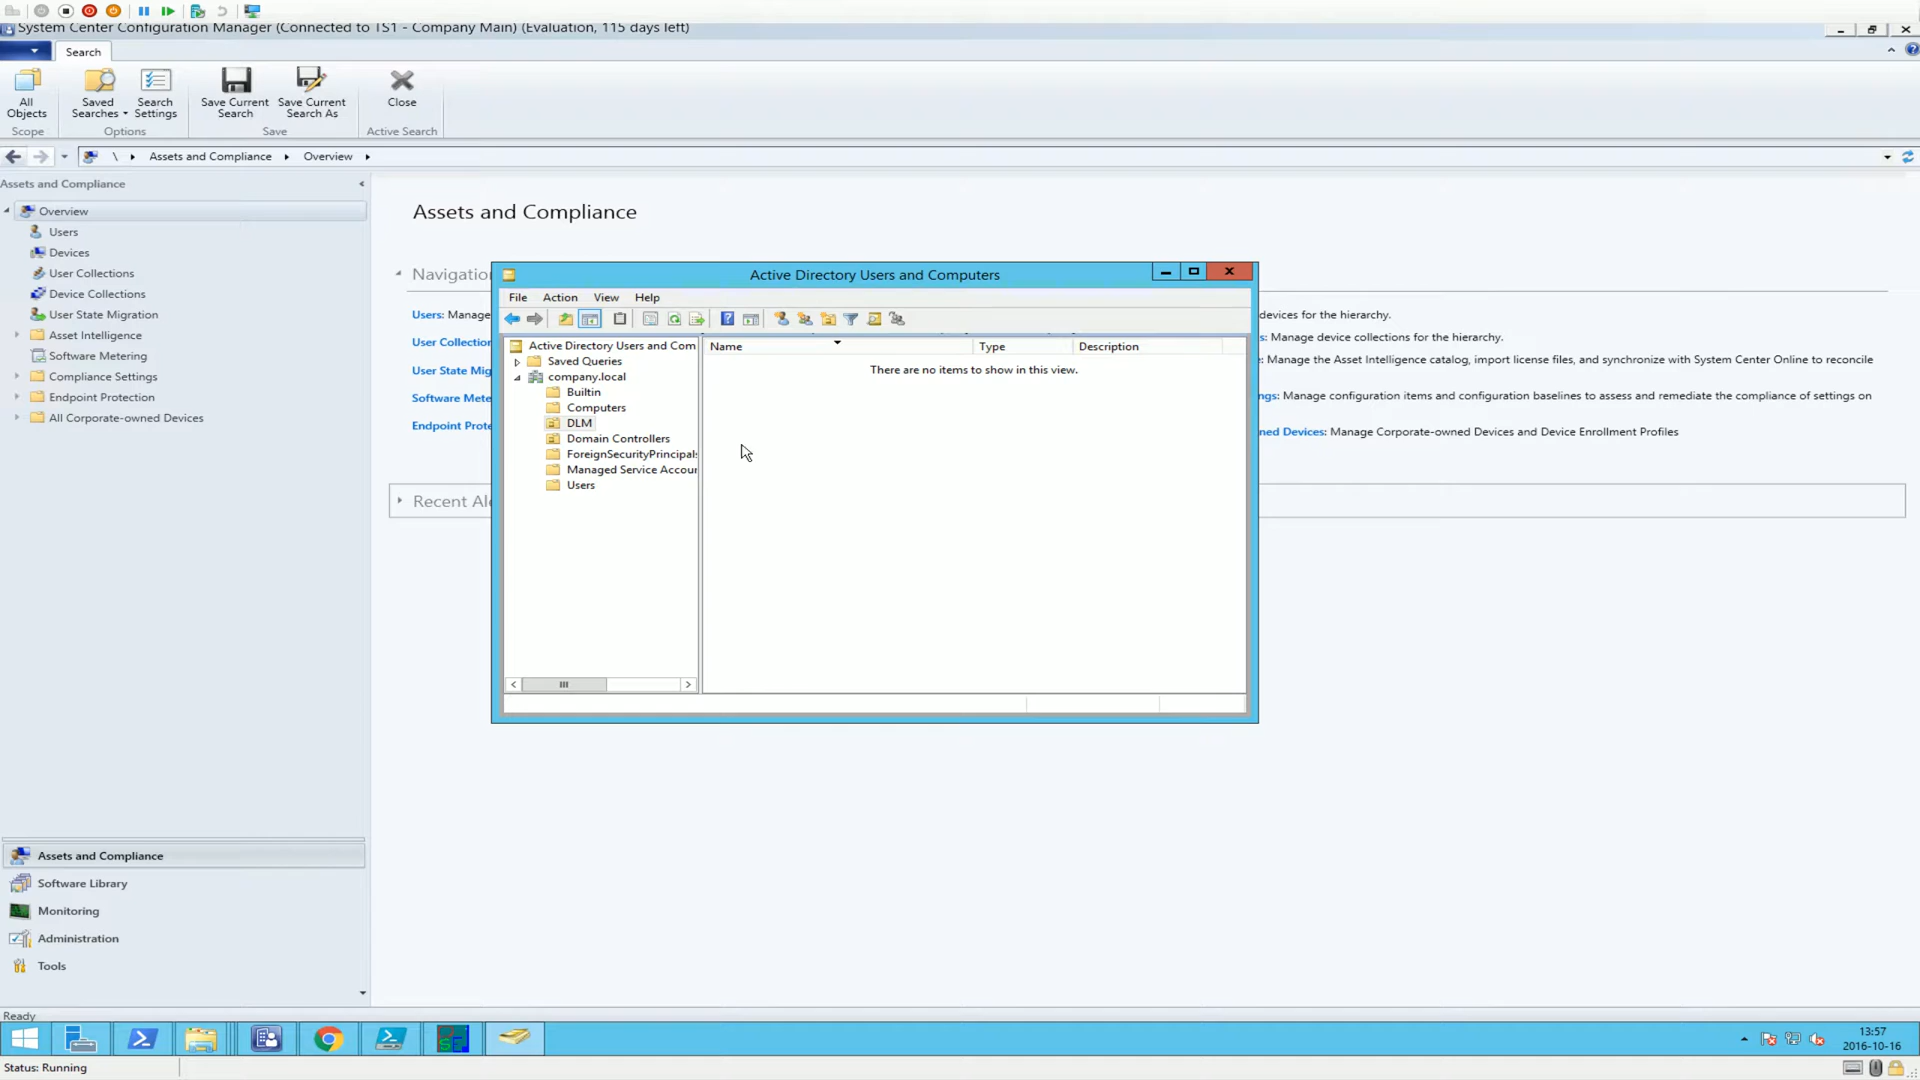 System Center Configuration Manager (Connected to TS1 - Company Main) (Evaluation, 115 days left)
Search
All Objects
Saved Searches
Search Settings
Save Current Search
Save Current Search As
Close
Scope
Options
Save
Active Search
\ Assets and Compliance Overview
Assets and Compliance
Overview
Users
Devices
User Collections
Device Collections
User State Migration
Asset Intelligence
Software Metering
Compliance Settings
Endpoint Protection
All Corporate-owned Devices
Assets and Compliance
Software Library
Monitoring
Administration
Tools
Assets and Compliance
Navigatio
Users: Manage
User Collectio
User State Mig
Software Mete
Endpoint Prote
Recent Al
devices for the hierarchy.
Manage device collections for the hierarchy.
: Manage the Asset Intelligence catalog, import license files, and synchronize with System Center Online to reconcile
ngs: Manage configuration items and configuration baselines to assess and remediate the compliance of settings on
ned Devices: Manage Corporate-owned Devices and Device Enrollment Profiles
Active Directory Users and Computers
File Action View Help
Active Directory Users and Com
Saved Queries
company.local
Builtin
Computers
DLM
Domain Controllers
ForeignSecurityPrincipals
Managed Service Accour
Users
Name Type Description
There are no items to show in this view.
Ready
13:57
2016-10-16
Status: Running